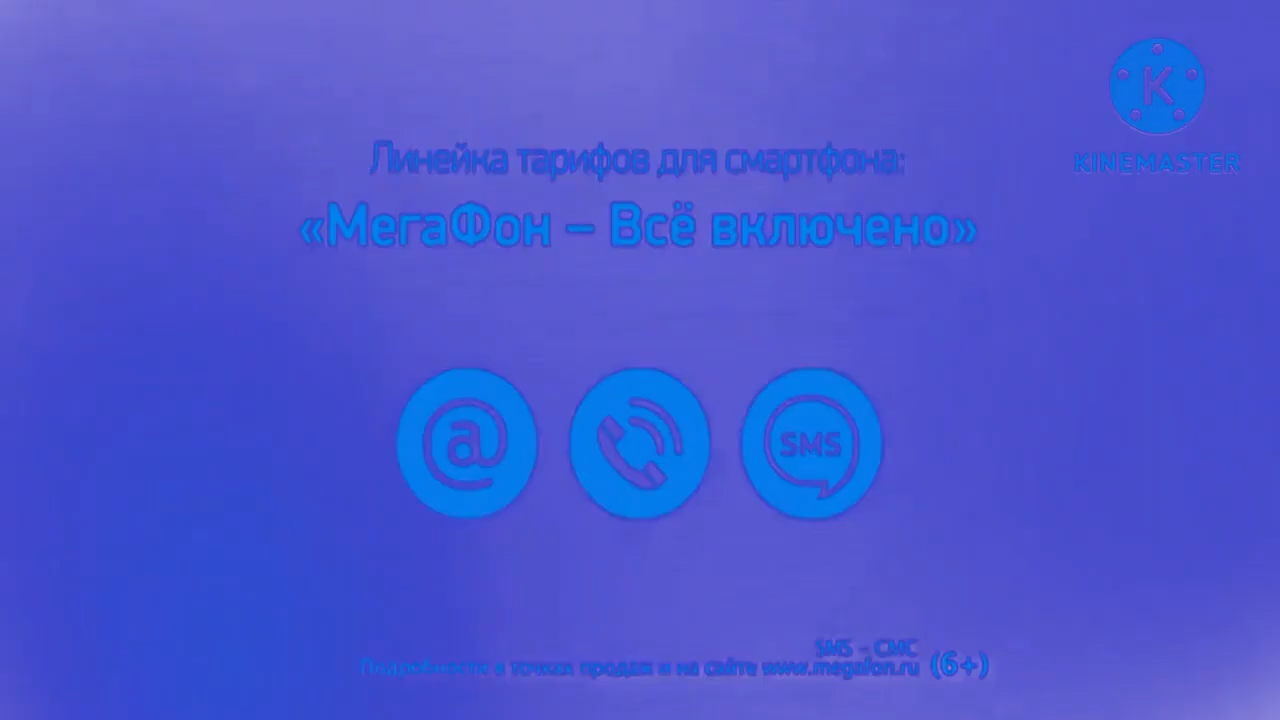 K
KINEMASTER
Линейка тарифов для смартфона:
«МегаФон – Всё включено»
@
SMS
SMS – СМС
Подробности в точках продаж и на сайте www.megafon.ru (6+)